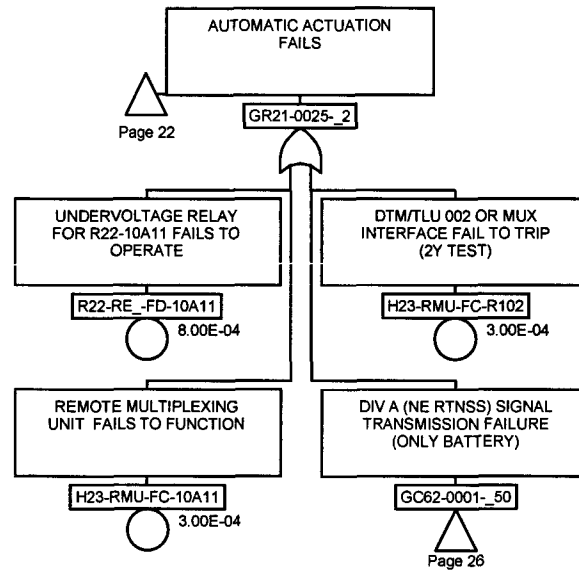 AUTOMATIC ACTUATION
FAILS
Page 22
GR21-0025-_2
UNDERVOLTAGE RELAY
FOR R22-10A11 FAILS TO
OPERATE
R22-RE_-FD-10A11
8.00E-04
DTM/TLU 002 OR MUX
INTERFACE FAIL TO TRIP
(2Y TEST)
H23-RMU-FC-R102
3.00E-04
REMOTE MULTIPLEXING
UNIT FAILS TO FUNCTION
H23-RMU-FC-10A11
3.00E-04
DIV A (NE RTNSS) SIGNAL
TRANSMISSION FAILURE
(ONLY BATTERY)
GC62-0001-_50
Page 26